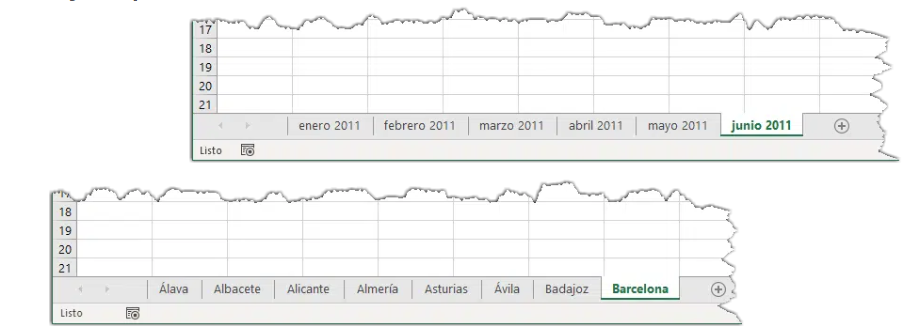 17
18
19
20
21
enero 2011 febrero 2011 marzo 2011 abril 2011 mayo 2011 junio 2011
Listo
18
19
20
21
Álava Albacete Alicante Almería Asturias Ávila Badajoz Barcelona
Listo